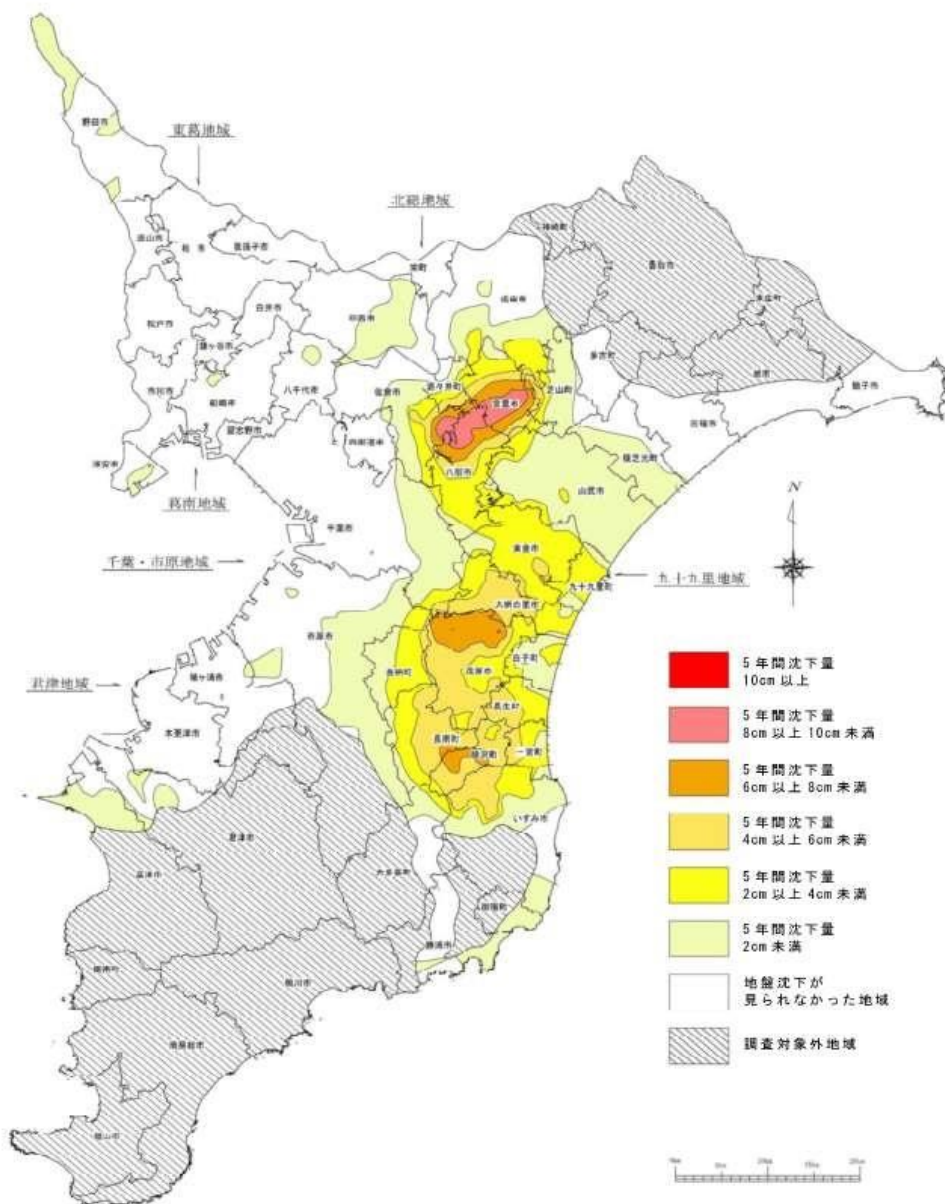 野田市
東葛地域
北総地域
神崎町
香取市
東庄町
栄町
成田市
流山市
柏市
我孫子市
白井市
印西市
松戸市
鎌ヶ谷市
多古町
旭市
銚子市
市川市
船橋市
八千代市
佐倉市
酒々井町
富里市
芝山町
匝瑳市
習志野市
四街道市
八街市
横芝光町
浦安市
山武市
葛南地域
N
千葉市
東金市
千葉・市原地域
九十九里町
九十九里地域
大網白里市
市原市
白子町
長柄町
茂原市
5年間沈下量
10cm以上
君津地域
袖ヶ浦市
長生村
5年間沈下量
8cm以上 10cm未満
木更津市
長南町
睦沢町
一宮町
5年間沈下量
6cm以上 8cm未満
いすみ市
5年間沈下量
4cm以上 6cm未満
君津市
富津市
大多喜町
5年間沈下量
2cm以上 4cm未満
御宿町
5年間沈下量
2cm未満
勝浦市
鋸南町
鴨川市
地盤沈下が
見られなかった地域
南房総市
調査対象外地域
館山市